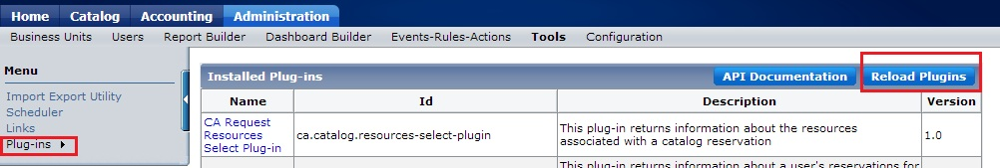 Home Catalog Accounting Administration
Business Units Users Report Builder Dashboard Builder Events-Rules-Actions Tools Configuration
Menu
Import Export Utility
Scheduler
Links
Plug-ins
Installed Plug-ins API Documentation Reload Plugins
Name Id Description Version
CA Request
Resources
Select Plug-in
ca.catalog.resources-select-plugin
This plug-in returns information about the resources
associated with a catalog reservation
1.0
This plug-in returns information about a user's reservations for